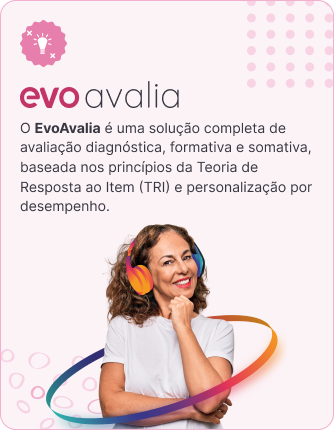 evo avalia
O EvoAvalia é uma solução completa de
avaliação diagnóstica, formativa e somativa,
baseada nos princípios da Teoria de
Resposta ao Item (TRI) e personalização por
desempenho.